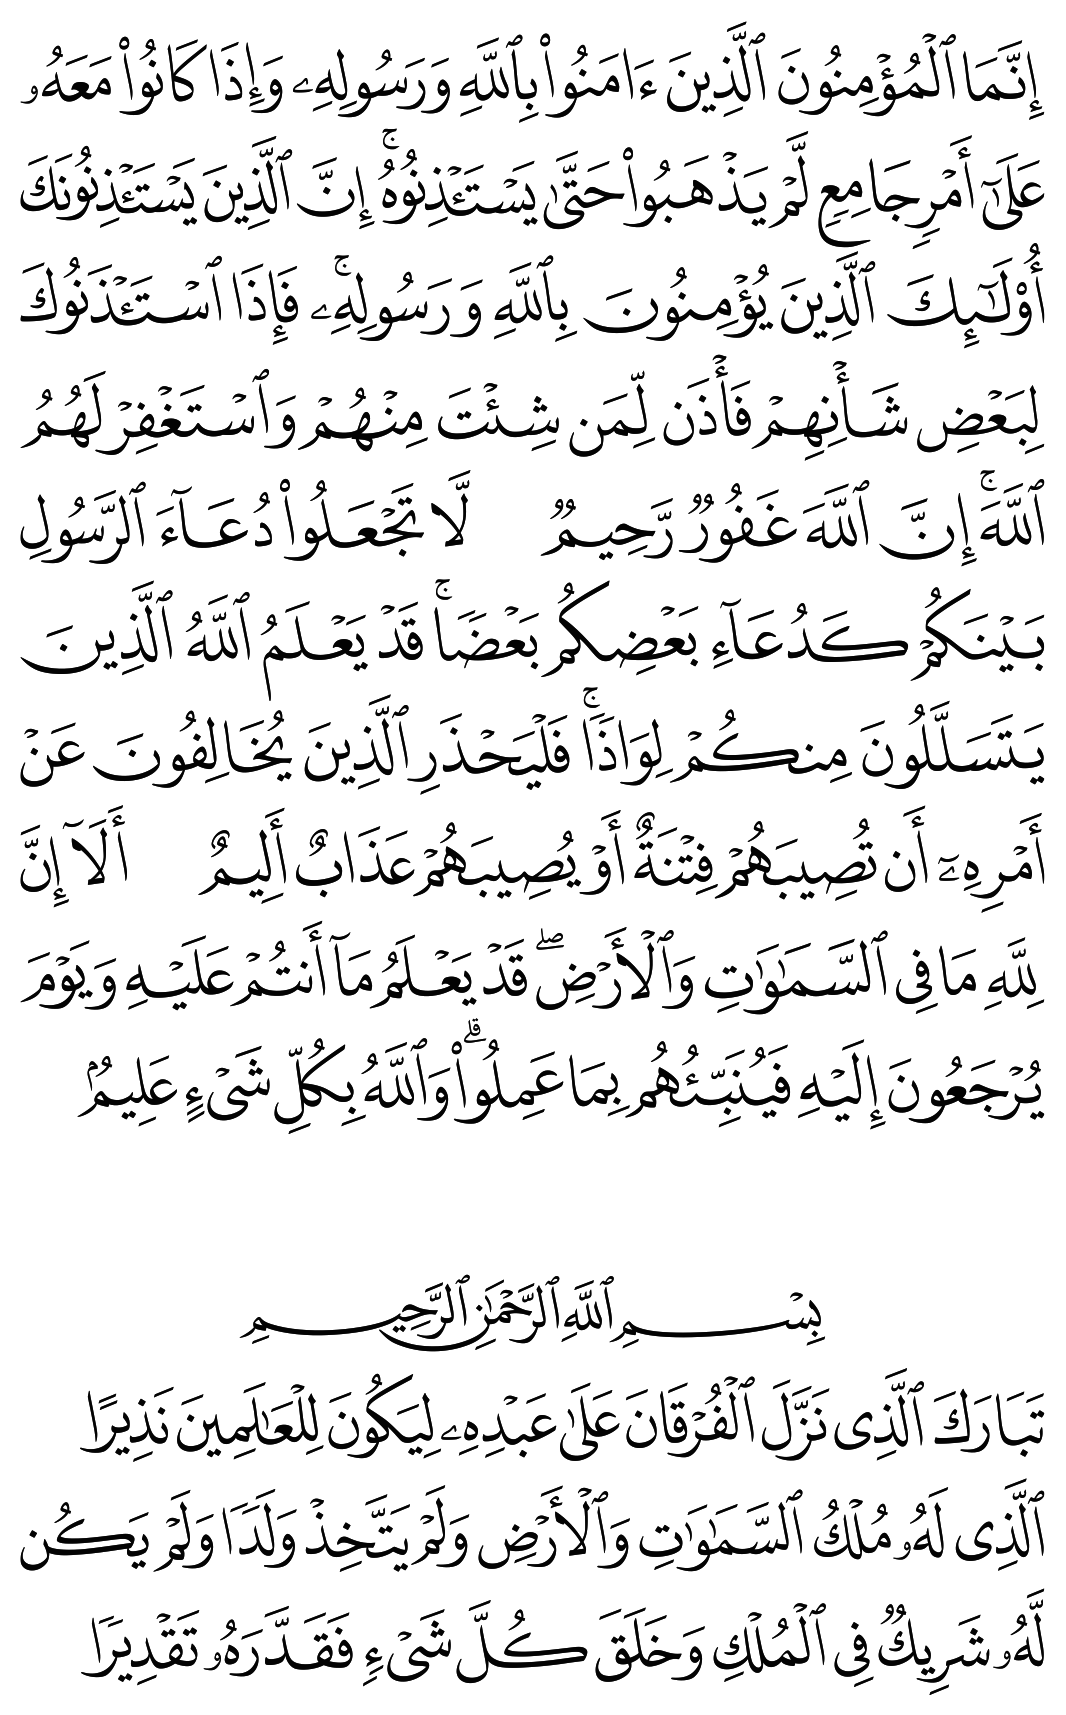 إِنَّمَا ٱلْمُؤْمِنُونَ ٱلَّذِينَ ءَامَنُوا۟ بِٱللَّهِ وَرَسُولِهِۦ وَإِذَا كَانُوا۟ مَعَهُۥ
عَلَىٰٓ أَمْرٍ جَامِعٍ لَّمْ يَذْهَبُوا۟ حَتَّىٰ يَسْتَـْٔذِنُوهُ ۚ إِنَّ ٱلَّذِينَ يَسْتَـْٔذِنُونَكَ
أُو۟لَـٰٓئِكَ ٱلَّذِينَ يُؤْمِنُونَ بِٱللَّهِ وَرَسُولِهِۦ ۚ فَإِذَا ٱسْتَـْٔذَنُوكَ
لِبَعْضِ شَأْنِهِمْ فَأْذَن لِّمَن شِئْتَ مِنْهُمْ وَٱسْتَغْفِرْ لَهُمُ
ٱللَّهَ ۚ إِنَّ ٱللَّهَ غَفُورٌ رَّحِيمٌ لَّا تَجْعَلُوا۟ دُعَآءَ ٱلرَّسُولِ
بَيْنَكُمْ كَدُعَآءِ بَعْضِكُم بَعْضًا ۚ قَدْ يَعْلَمُ ٱللَّهُ ٱلَّذِينَ
يَتَسَلَّلُونَ مِنكُمْ لِوَاذًا ۚ فَلْيَحْذَرِ ٱلَّذِينَ يُخَالِفُونَ عَنْ
أَمْرِهِۦٓ أَن تُصِيبَهُمْ فِتْنَةٌ أَوْ يُصِيبَهُمْ عَذَابٌ أَلِيمٌ أَلَآ إِنَّ
لِلَّهِ مَا فِى ٱلسَّمَـٰوَٰتِ وَٱلْأَرْضِ ۖ قَدْ يَعْلَمُ مَآ أَنتُمْ عَلَيْهِ وَيَوْمَ
يُرْجَعُونَ إِلَيْهِ فَيُنَبِّئُهُم بِمَا عَمِلُوا۟ ۗ وَٱللَّهُ بِكُلِّ شَىْءٍ عَلِيمٌۢ
بِسْمِ ٱللَّهِ ٱلرَّحْمَـٰنِ ٱلرَّحِيمِ
تَبَارَكَ ٱلَّذِى نَزَّلَ ٱلْفُرْقَانَ عَلَىٰ عَبْدِهِۦ لِيَكُونَ لِلْعَـٰلَمِينَ نَذِيرًا
ٱلَّذِى لَهُۥ مُلْكُ ٱلسَّمَـٰوَٰتِ وَٱلْأَرْضِ وَلَمْ يَتَّخِذْ وَلَدًا وَلَمْ يَكُن
لَّهُۥ شَرِيكٌ فِى ٱلْمُلْكِ وَخَلَقَ كُلَّ شَىْءٍ فَقَدَّرَهُۥ تَقْدِيرًا